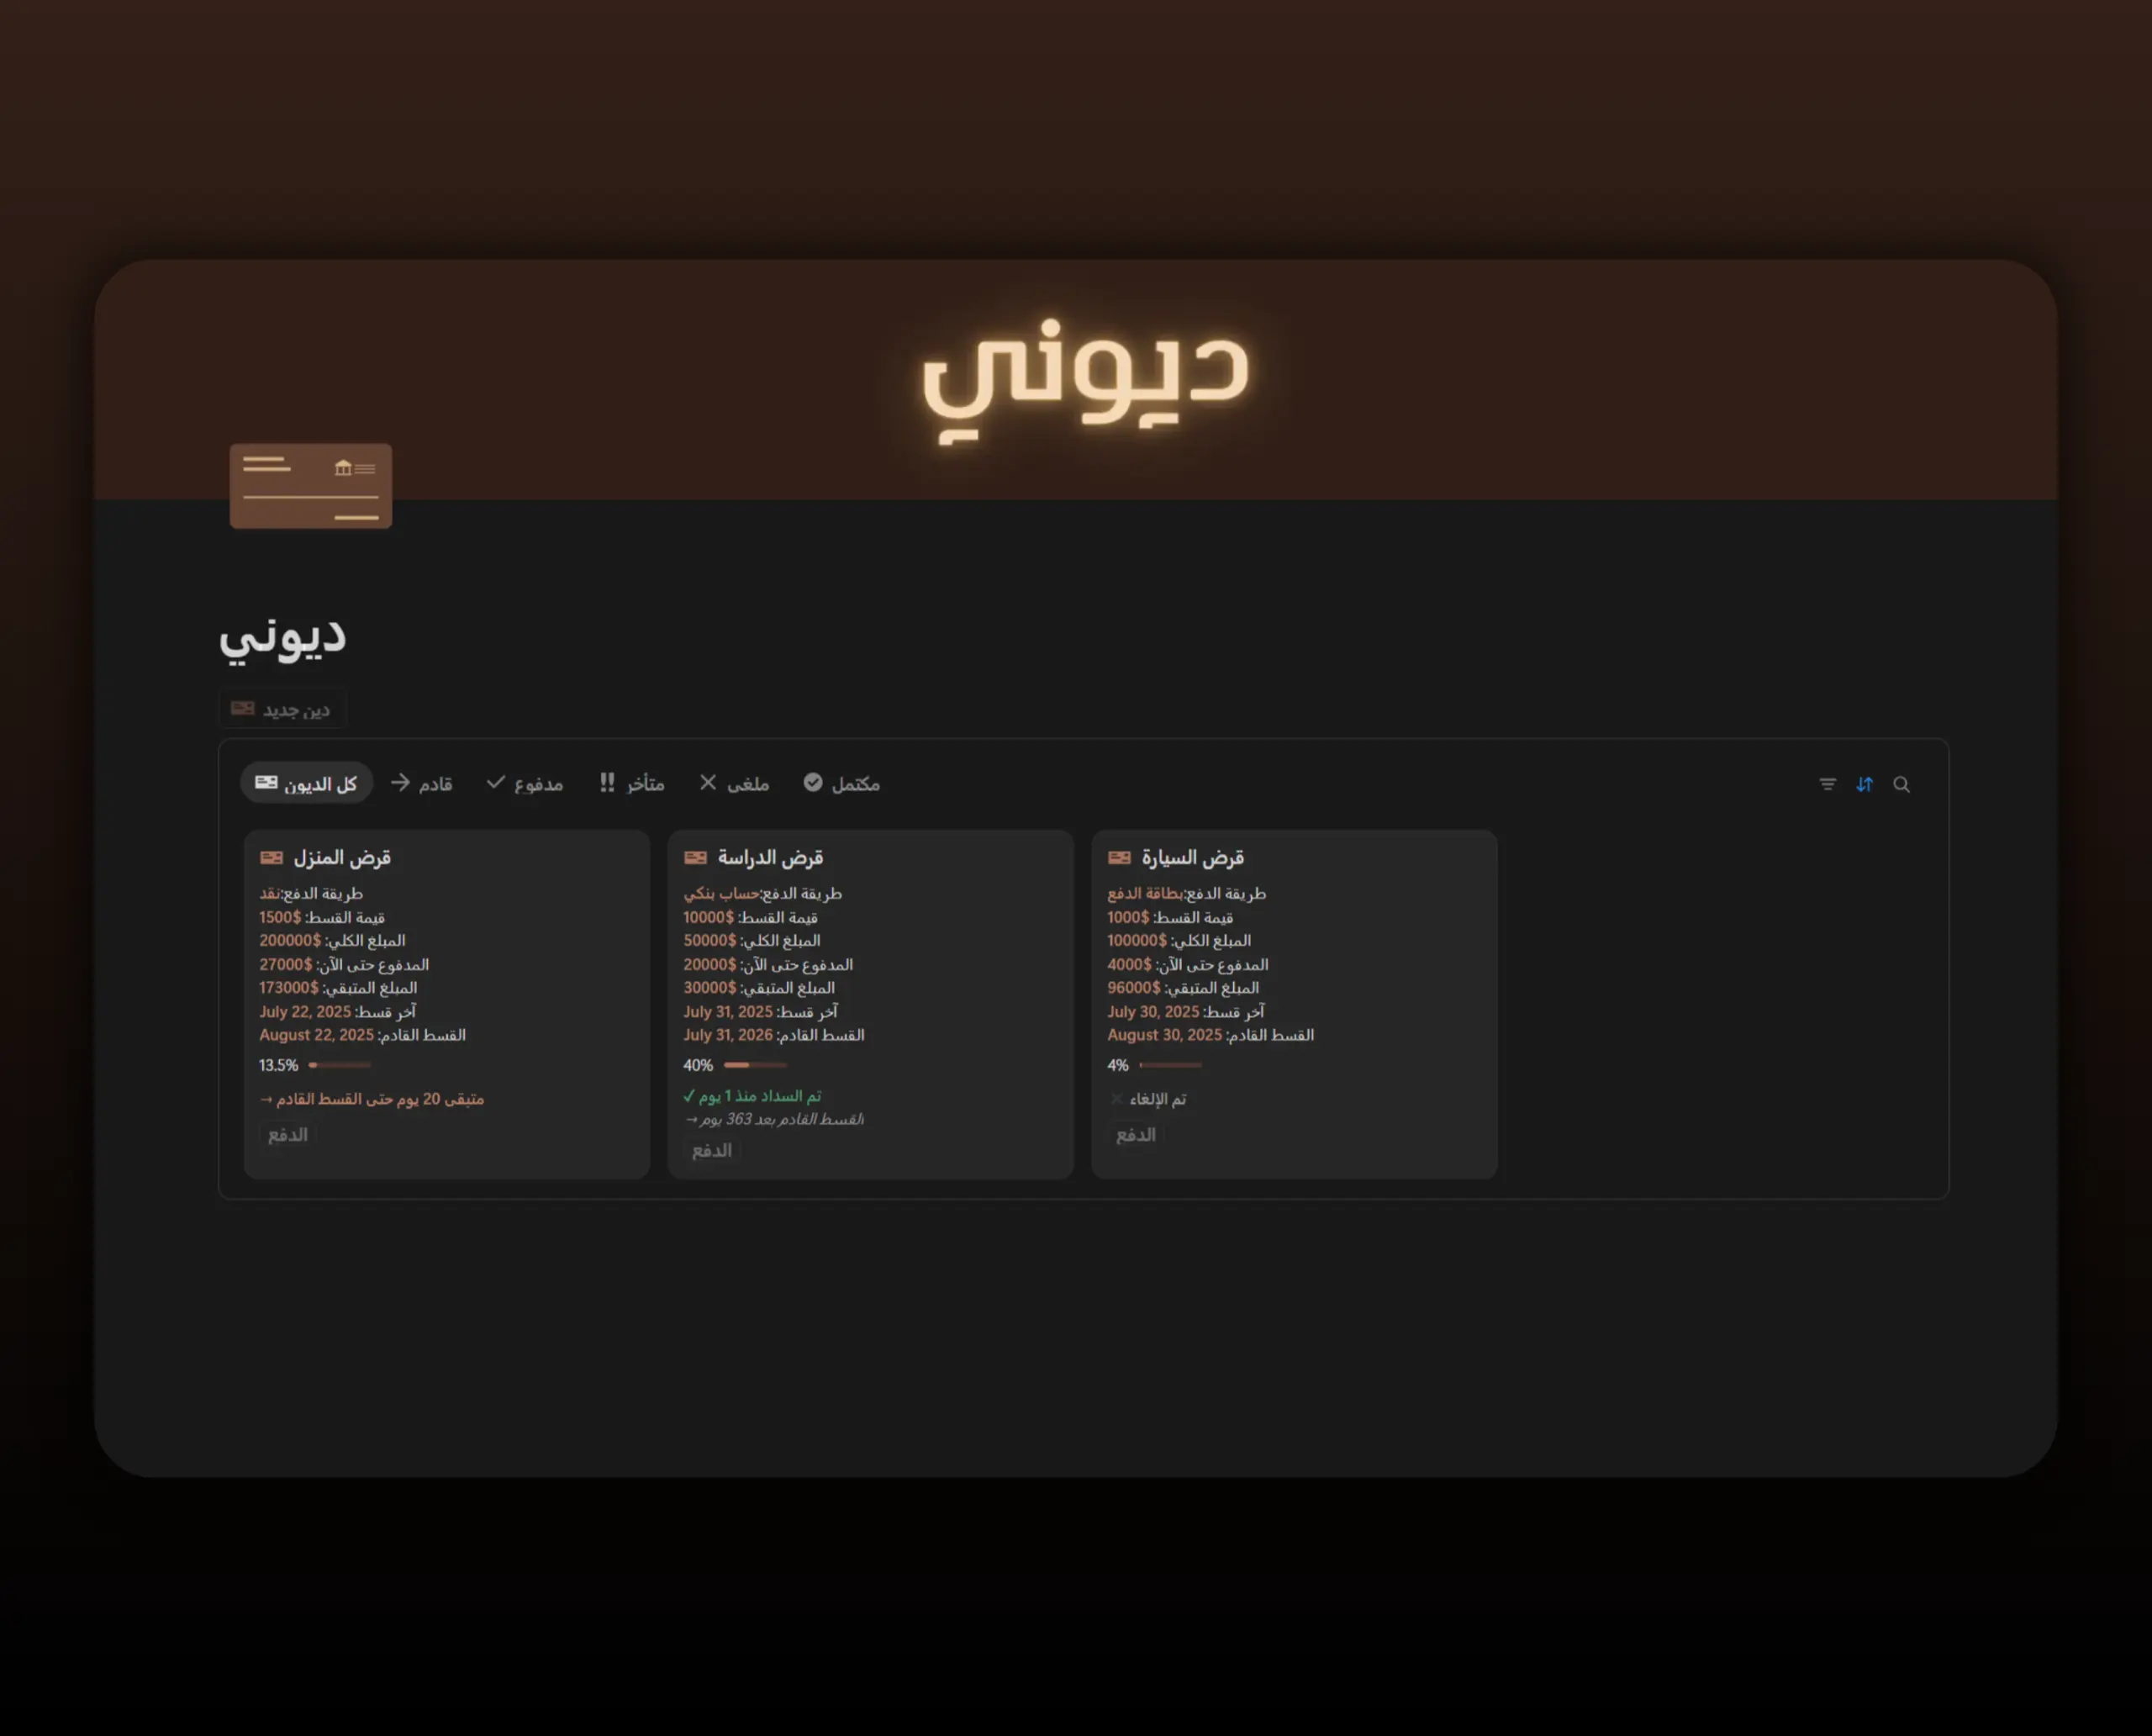 ديوني
ديوني
دين جديد
كل الديون
قادم
مدفوع
متأخر
ملغى
مكتمل
قرض المنزل
طريقة الدفع:نقد
قيمة القسط: 1500$
المبلغ الكلي: 200000$
المدفوع حتى الآن: 27000$
المبلغ المتبقي: 173000$
آخر قسط: July 22, 2025
القسط القادم: August 22, 2025
13.5%
متبقى 20 يوم حتى القسط القادم →
الدفع
قرض الدراسة
طريقة الدفع:حساب بنكي
قيمة القسط: 10000$
المبلغ الكلي: 50000$
المدفوع حتى الآن: 20000$
المبلغ المتبقي: 30000$
آخر قسط: July 31, 2025
القسط القادم: July 31, 2026
40%
تم السداد منذ 1 يوم ✓
القسط القادم بعد 363 يوم →
الدفع
قرض السيارة
طريقة الدفع:بطاقة الدفع
قيمة القسط: 1000$
المبلغ الكلي: 100000$
المدفوع حتى الآن: 4000$
المبلغ المتبقي: 96000$
آخر قسط: July 30, 2025
القسط القادم: August 30, 2025
4%
تم الإلغاء ×
الدفع